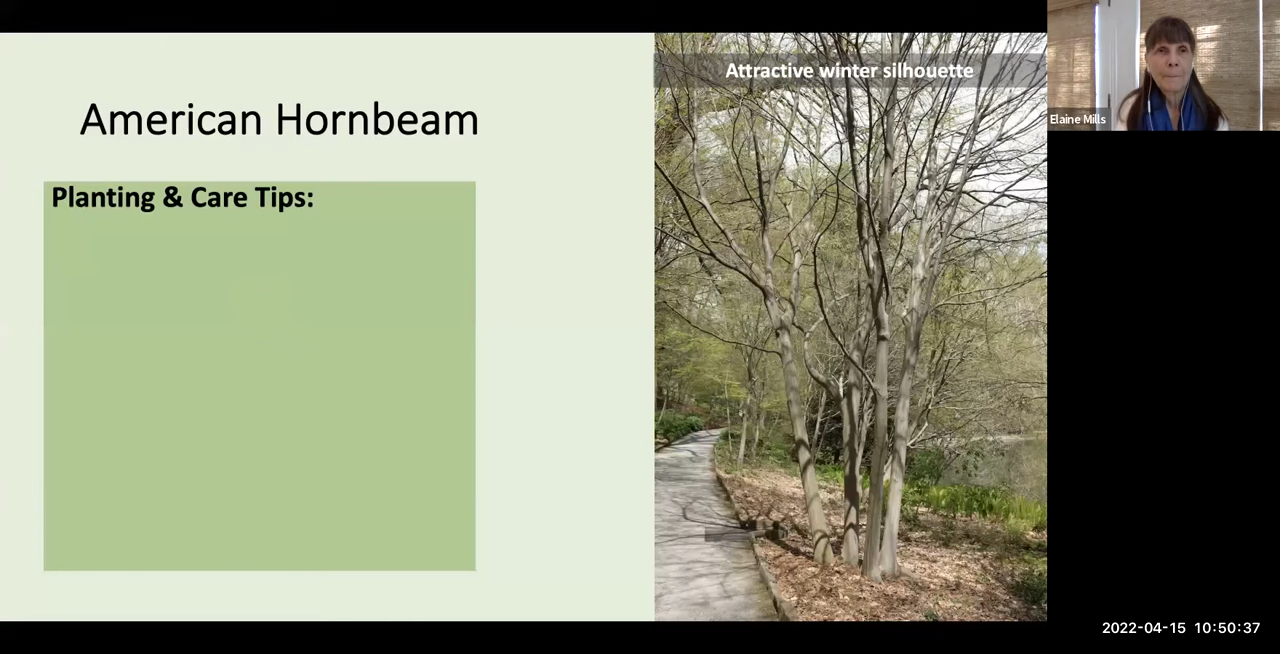 Attractive winter silhouette
American Hornbeam
Elaine Mills
Planting & Care Tips:
2022-04-15 10:50:37